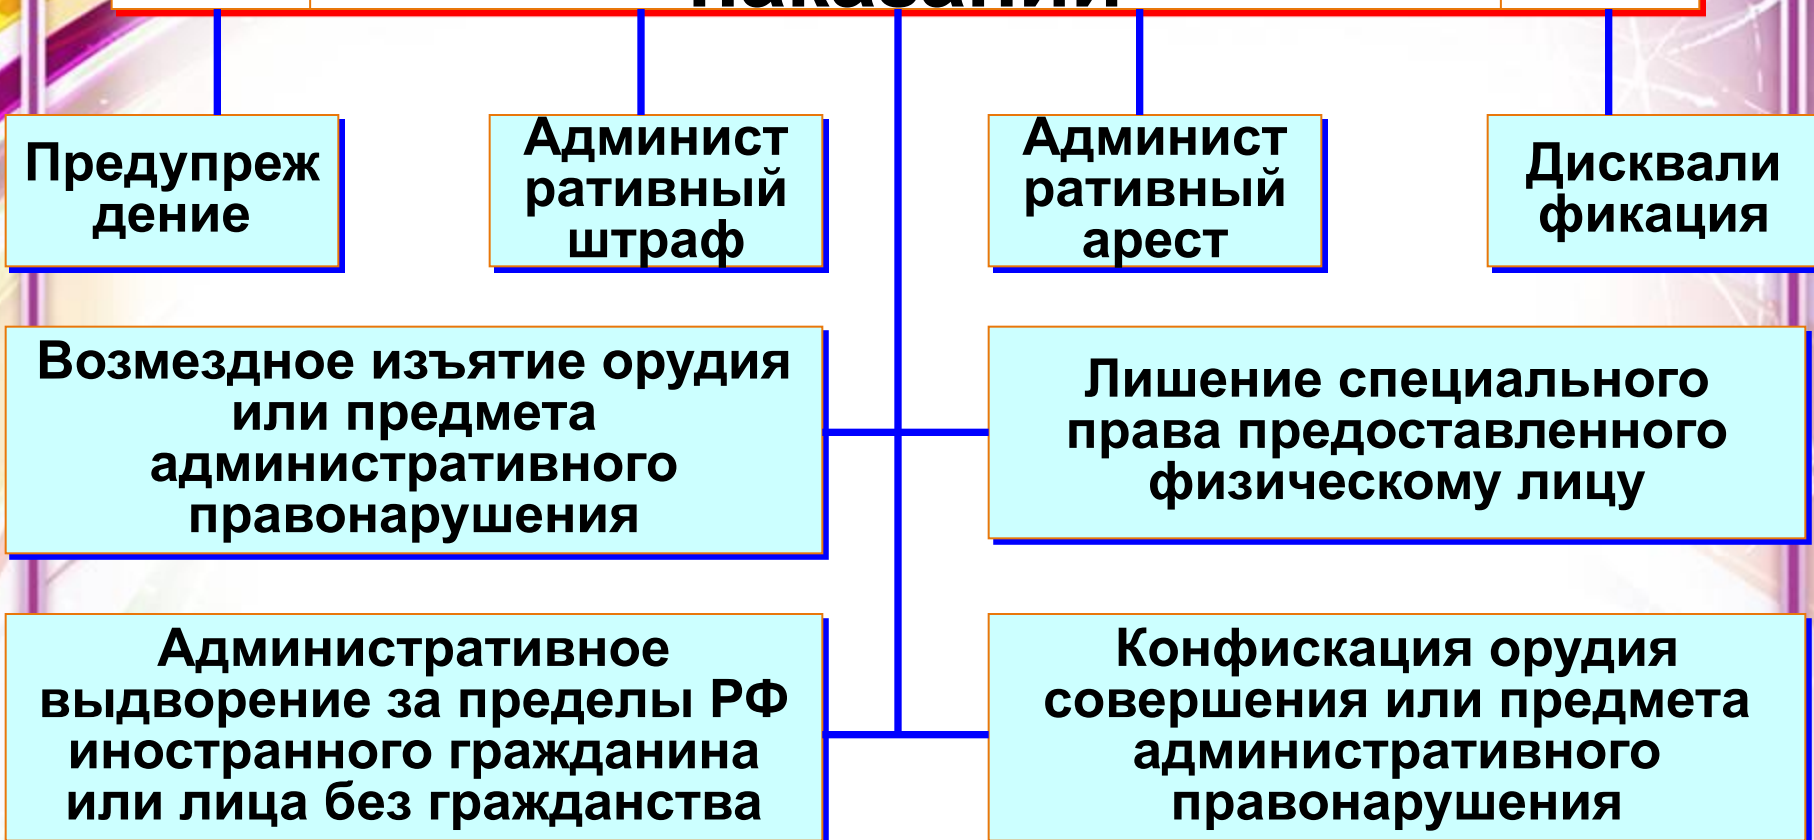 Предупреж
дение
Админист
ративный
штраф
Админист
ративный
арест
Дисквали
фикация
Возмездное изъятие орудия
или предмета
административного
правонарушения
Лишение специального
права предоставленного
физическому лицу
Административное
выдворение за пределы РФ
иностранного гражданина
или лица без гражданства
Конфискация орудия
совершения или предмета
административного
правонарушения